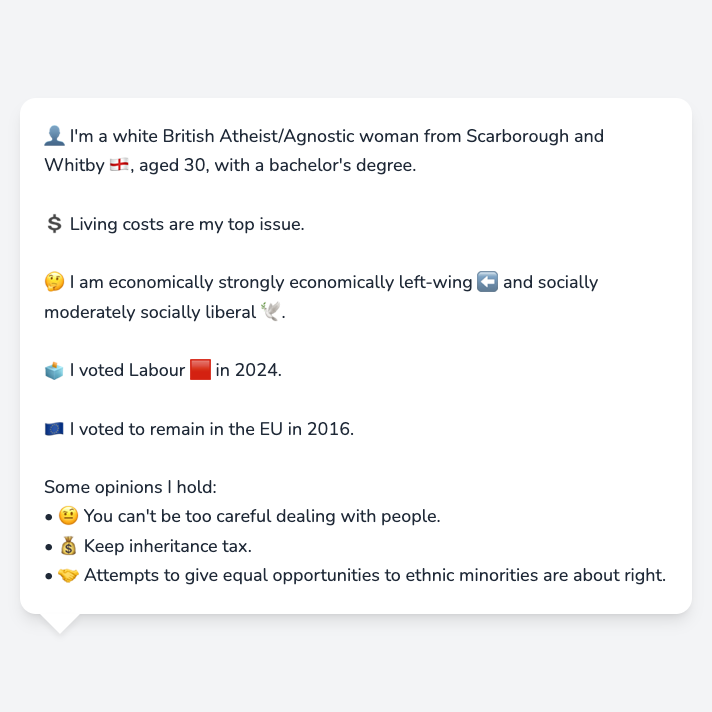 👤 I'm a white British Atheist/Agnostic woman from Scarborough and
Whitby 🏴󠁧󠁢󠁥󠁮󠁧󠁿, aged 30, with a bachelor's degree.
💲 Living costs are my top issue.
🤔 I am economically strongly economically left-wing ⬅️ and socially
moderately socially liberal 🕊️.
🗳️ I voted Labour 🟥 in 2024.
🇪🇺 I voted to remain in the EU in 2016.
Some opinions I hold:
• 🤨 You can't be too careful dealing with people.
• 💰 Keep inheritance tax.
• 🤝 Attempts to give equal opportunities to ethnic minorities are about right.